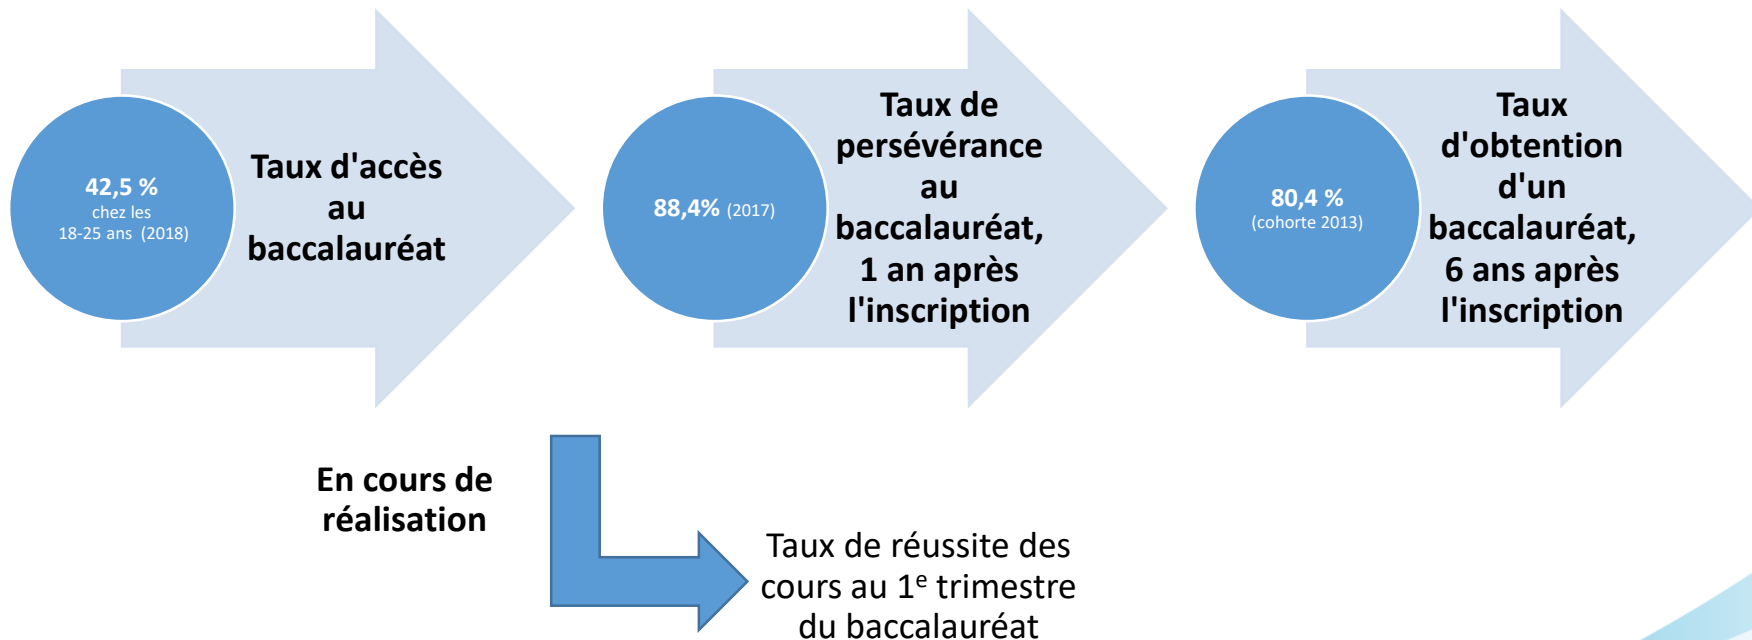 42,5 %
chez les
18-25 ans (2018)
Taux d'accès
au
baccalauréat
88,4% (2017)
Taux de
persévérance
au
baccalauréat,
1 an après
l'inscription
80,4 %
(cohorte 2013)
Taux
d'obtention
d'un
baccalauréat,
6 ans après
l'inscription
En cours de
réalisation
Taux de réussite des
cours au 1e trimestre
du baccalauréat